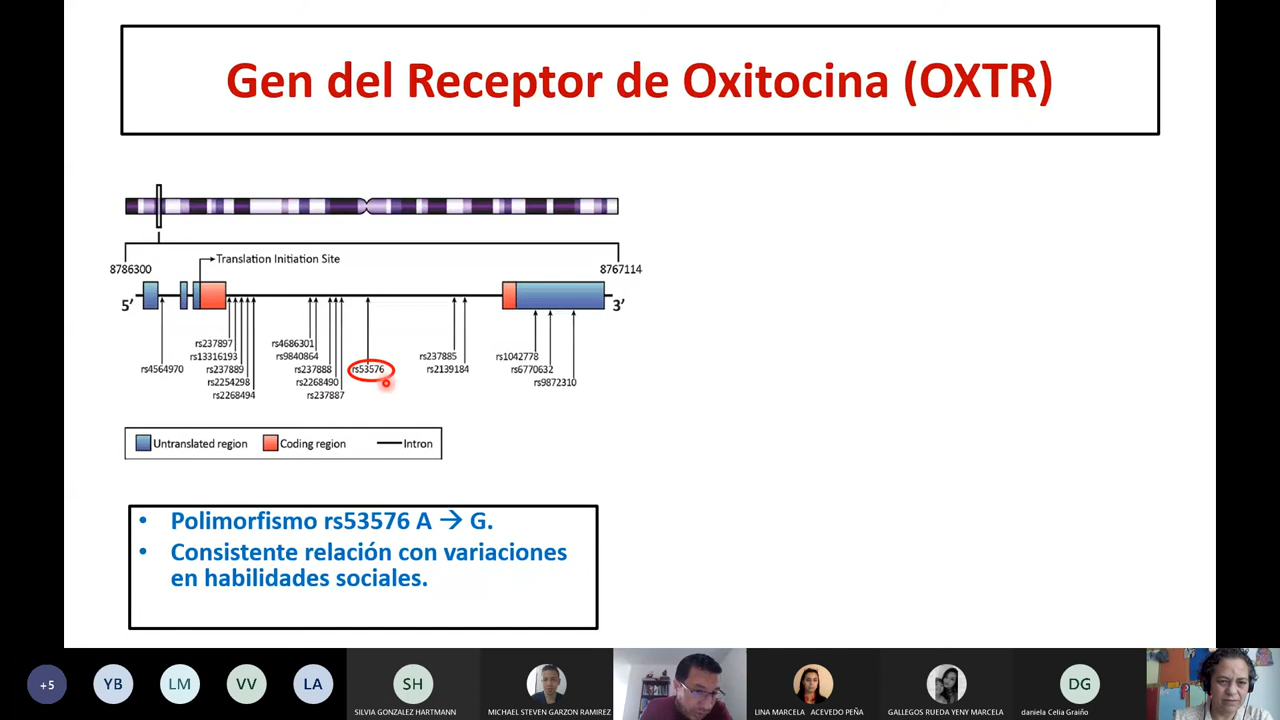 Gen del Receptor de Oxitocina (OXTR)
8786300
8767114
Translation Initiation Site
5'
3'
rs4564970
rs237897
rs13316193
rs237889
rs2254298
rs2268494
rs4686301
rs9840864
rs237888
rs2268490
rs237887
rs53576
rs237885
rs2139184
rs1042778
rs6770632
rs9872310
Untranslated region
Coding region
Intron
• Polimorfismo rs53576 A → G.
• Consistente relación con variaciones
en habilidades sociales.
+5
YB
LM
VV
LA
SH
SILVIA GONZALEZ HARTMANN
MICHAEL STEVEN GARZON RAMIREZ
LINA MARCELA ACEVEDO PEÑA
GALLEGOS RUEDA YENY MARCELA
DG
daniela Celia Graiño